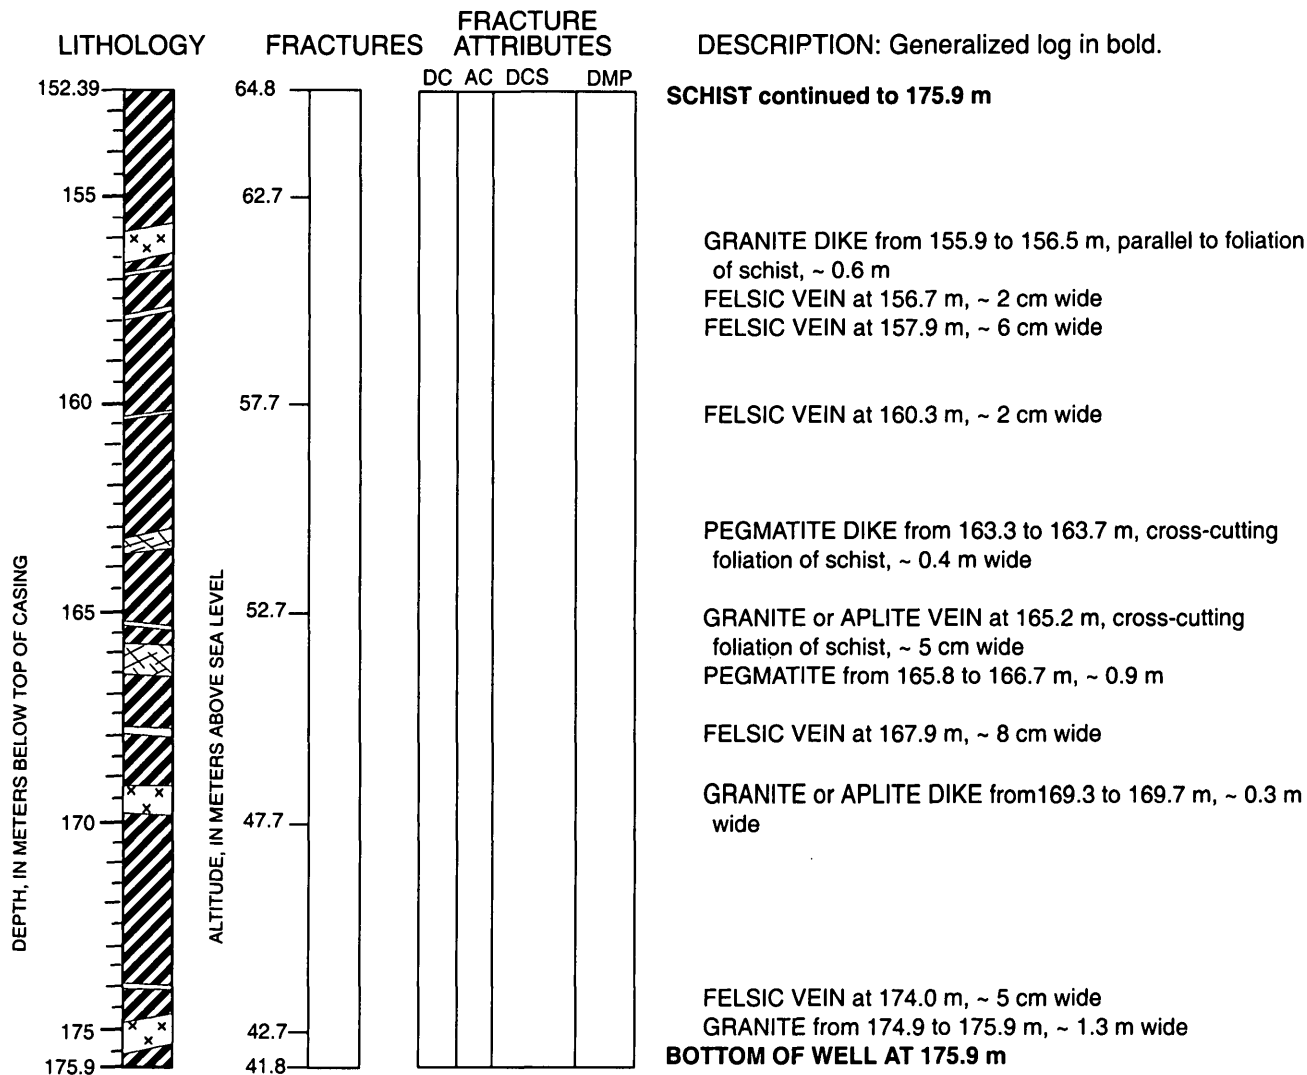 LITHOLOGY
FRACTURES
FRACTURE
ATTRIBUTES
DESCRIPTION: Generalized log in bold.
DC AC DCS DMP
152.39
64.8
SCHIST continued to 175.9 m
155
62.7
GRANITE DIKE from 155.9 to 156.5 m, parallel to foliation
of schist, ~ 0.6 m
FELSIC VEIN at 156.7 m, ~ 2 cm wide
FELSIC VEIN at 157.9 m, ~ 6 cm wide
160
57.7
FELSIC VEIN at 160.3 m, ~ 2 cm wide
PEGMATITE DIKE from 163.3 to 163.7 m, cross-cutting
foliation of schist, ~ 0.4 m wide
165
52.7
GRANITE or APLITE VEIN at 165.2 m, cross-cutting
foliation of schist, ~ 5 cm wide
PEGMATITE from 165.8 to 166.7 m, ~ 0.9 m
FELSIC VEIN at 167.9 m, ~ 8 cm wide
GRANITE or APLITE DIKE from169.3 to 169.7 m, ~ 0.3 m
wide
170
47.7
FELSIC VEIN at 174.0 m, ~ 5 cm wide
175
42.7
GRANITE from 174.9 to 175.9 m, ~ 1.3 m wide
BOTTOM OF WELL AT 175.9 m
175.9
41.8
DEPTH, IN METERS BELOW TOP OF CASING
ALTITUDE, IN METERS ABOVE SEA LEVEL